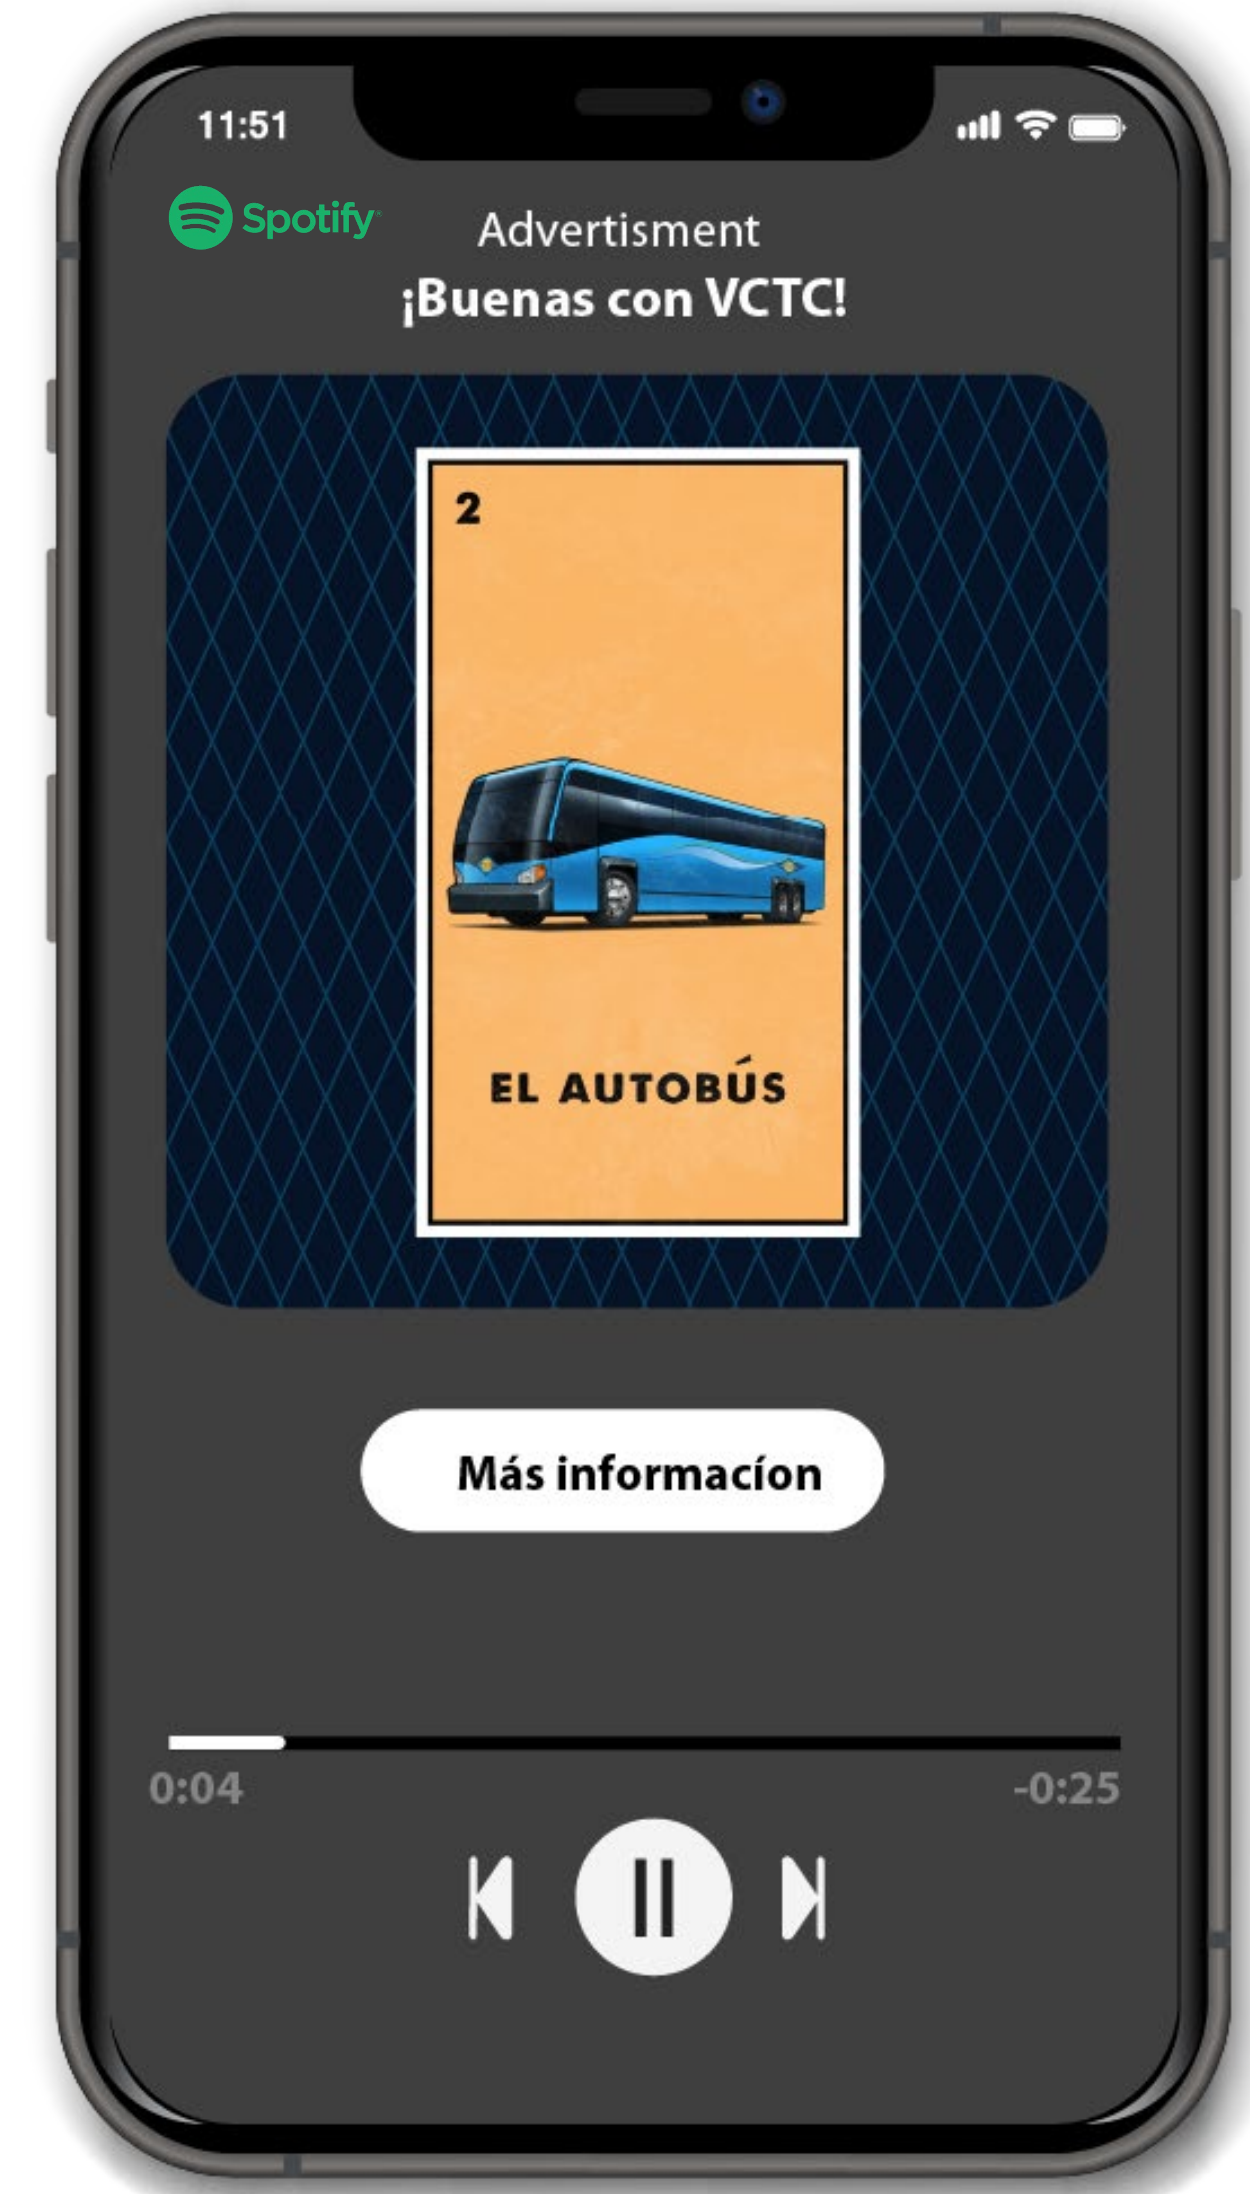 11:51
Spotify
Advertisment
¡Buenas con VCTC!
2
EL AUTOBÚS
Más informacíon
0:04
-0:25